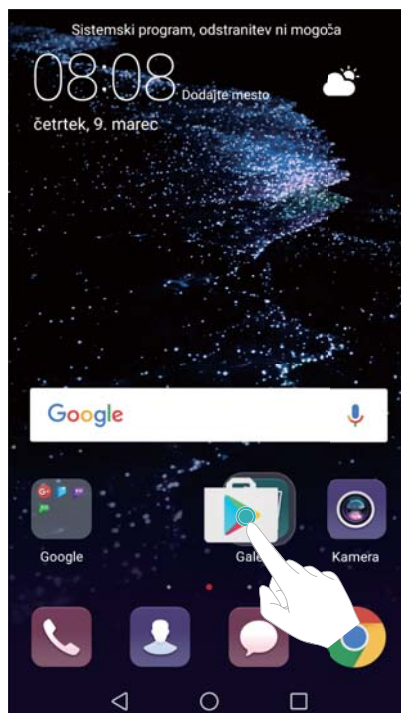 Sistemski program, odstranitev ni mogoča
08:08
Dodajte mesto
četrtek, 9. marec
Google
Google
Kamera